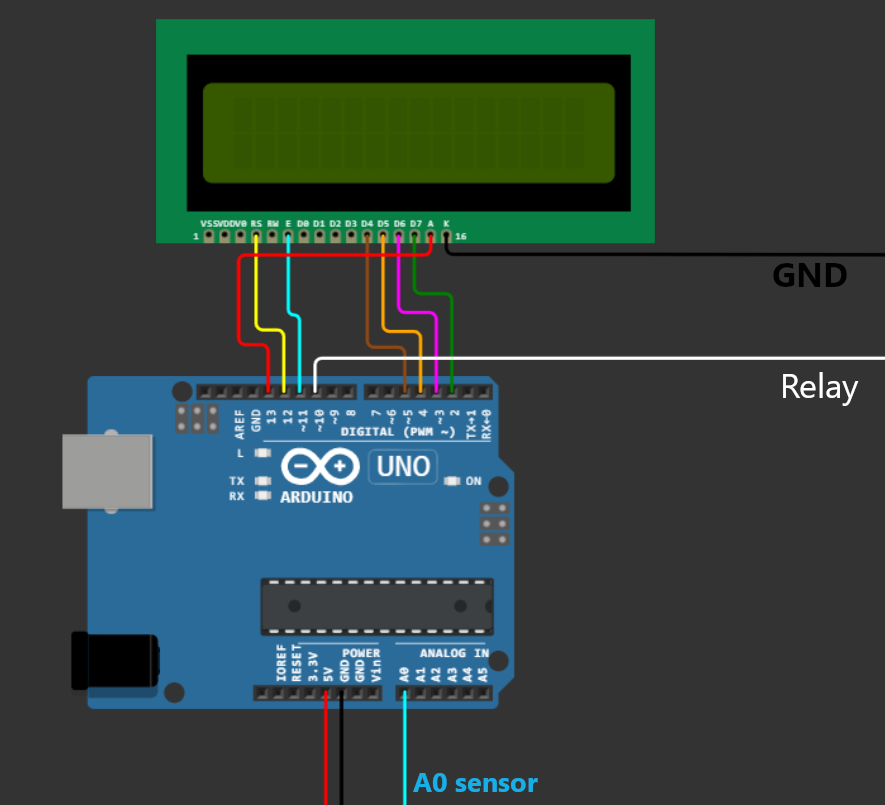 VSS VDD V0 RS RW E D0 D1 D2 D3 D4 D5 D6 D7 A K
1 16
GND
Relay
AREF GND 13 12 ~11 ~10 ~9 8 7 ~6 ~5 4 ~3 2 TX→1 RX←0
DIGITAL (PWM ~)
L
TX
RX
UNO
ON
ARDUINO
POWER
ANALOG IN
IOREF RESET 3.3V 5V GND GND Vin A0 A1 A2 A3 A4 A5
A0 sensor